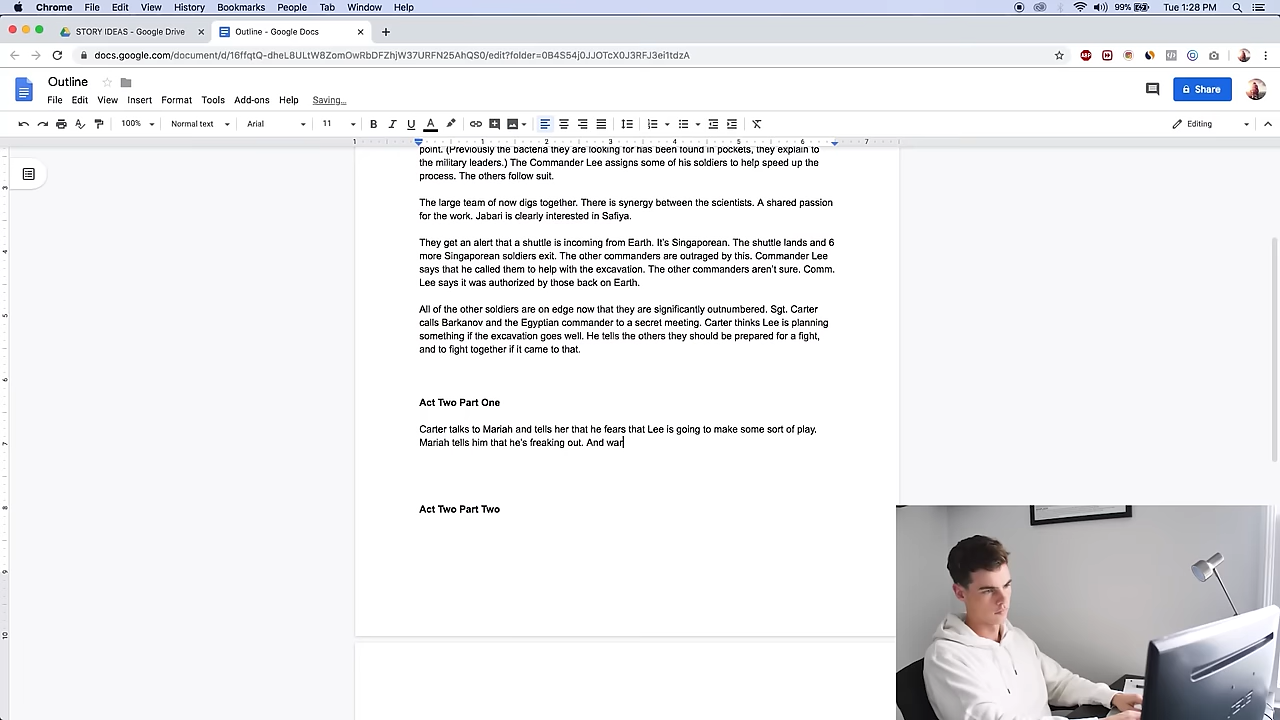 Chrome File Edit View History Bookmarks People Tab Window Help 99% Tue 1:28 PM
STORY IDEAS - Google Drive Outline - Google Docs
docs.google.com/document/d/16ffqtQ-dheL8ULtW8ZomOwRbDFZhjW37URFN25AhQS0/edit?folder=0B4S54j0JJOTcX0J3RFJ3ei1tdzA
Outline
File Edit View Insert Format Tools Add-ons Help Saving...
Share
100% Normal text Arial 11 B I U A Editing
1 1 2 3 4 5 6 7
point. (Previously the bacteria they are looking for has been found in pockets, they explain to
the military leaders.) The Commander Lee assigns some of his soldiers to help speed up the
process. The others follow suit.
The large team of now digs together. There is synergy between the scientists. A shared passion
for the work. Jabari is clearly interested in Safiya.
They get an alert that a shuttle is incoming from Earth. It's Singaporean. The shuttle lands and 6
more Singaporean soldiers exit. The other commanders are outraged by this. Commander Lee
says that he called them to help with the excavation. The other commanders aren't sure. Comm.
Lee says it was authorized by those back on Earth.
All of the other soldiers are on edge now that they are significantly outnumbered. Sgt. Carter
calls Barkanov and the Egyptian commander to a secret meeting. Carter thinks Lee is planning
something if the excavation goes well. He tells the others they should be prepared for a fight,
and to fight together if it came to that.
Act Two Part One
Carter talks to Mariah and tells her that he fears that Lee is going to make some sort of play.
Mariah tells him that he's freaking out. And war
Act Two Part Two